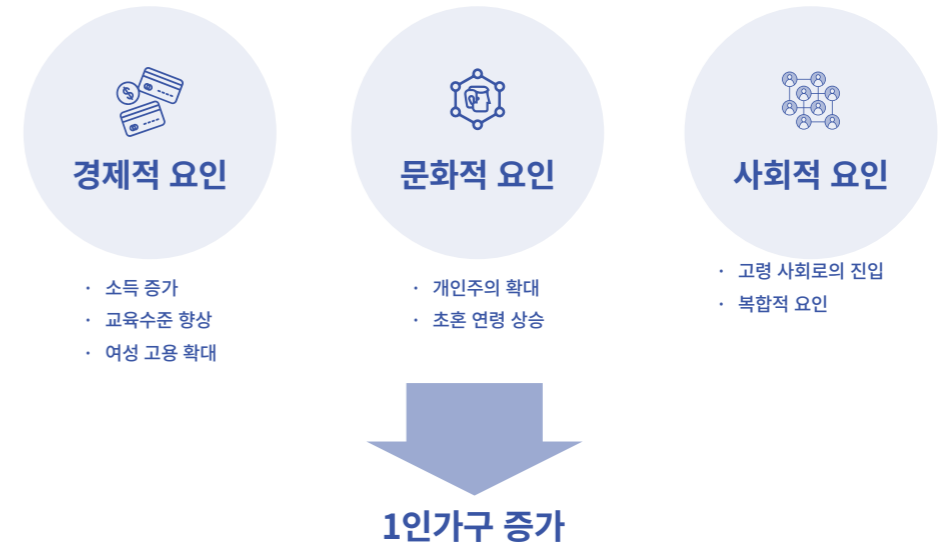 경제적 요인
· 소득 증가
· 교육수준 향상
· 여성 고용 확대
문화적 요인
· 개인주의 확대
· 초혼 연령 상승
사회적 요인
· 고령 사회로의 진입
· 복합적 요인
1인가구 증가